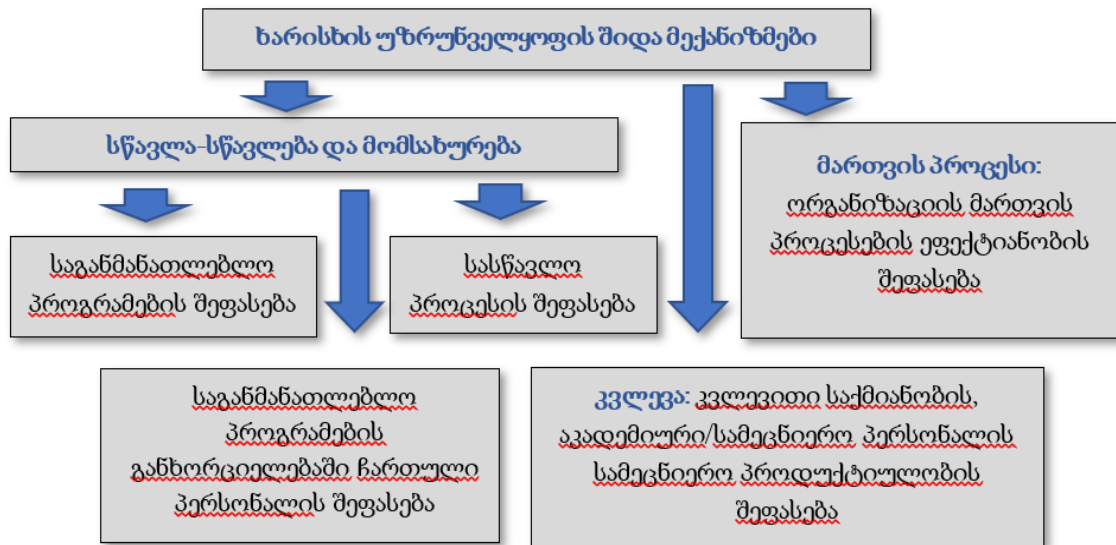 ხარისხის უზრუნველყოფის შიდა მექანიზმები
სწავლა-სწავლება და მომსახურება
მართვის პროცესი:
ორგანიზაციის მართვის
პროცესების ეფექტიანობის
შეფასება
საგანმანათლებლო
პროგრამების შეფასება
სასწავლო
პროცესის შეფასება
საგანმანათლებლო
პროგრამების
განხორციელებაში ჩართული
პერსონალის შეფასება
კვლევა: კვლევითი საქმიანობის,
აკადემიური/სამეცნიერო პერსონალის
სამეცნიერო პროდუქტიულობის
შეფასება